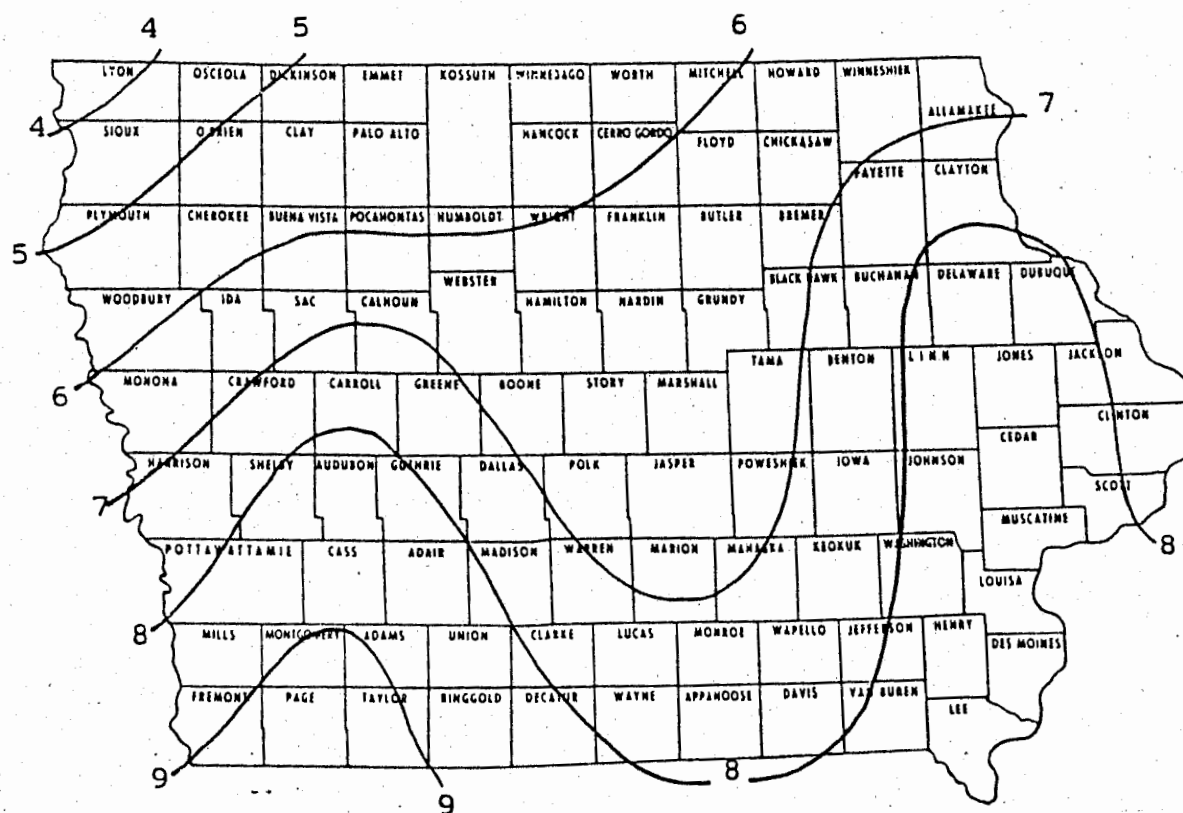 4 5 6
LYON OSCEOLA DICKINSON EMMET KOSSUTH WINNEBAGO WORTH MITCHELL HOWARD WINNESHIEK
7
ALLAMAKEE
4
SIOUX O'BRIEN CLAY PALO ALTO HANCOCK CERRO GORDO FLOYD CHICKASAW
FAYETTE CLAYTON
PLYMOUTH CHEROKEE BUENA VISTA POCAHONTAS HUMBOLDT WRIGHT FRANKLIN BUTLER BREMER
5
WEBSTER BLACK HAWK BUCHANAN DELAWARE DUBUQUE
WOODBURY IDA SAC CALHOUN HAMILTON HARDIN GRUNDY
TAMA BENTON LINN JONES JACKSON
6
MONONA CRAWFORD CARROLL GREENE BOONE STORY MARSHALL
CLINTON
CEDAR
HARRISON SHELBY AUDUBON GUTHRIE DALLAS POLK JASPER POWESHIEK IOWA JOHNSON
SCOTT
7
MUSCATINE
8
POTTAWATTAMIE CASS ADAIR MADISON WARREN MARION MAHASKA KEOKUK WASHINGTON
LOUISA
8
MILLS MONTGOMERY ADAMS UNION CLARKE LUCAS MONROE WAPELLO JEFFERSON HENRY
DES MOINES
FREMONT PAGE TAYLOR RINGGOLD DECATUR WAYNE APPANOOSE DAVIS VAN BUREN
LEE
9 8
9